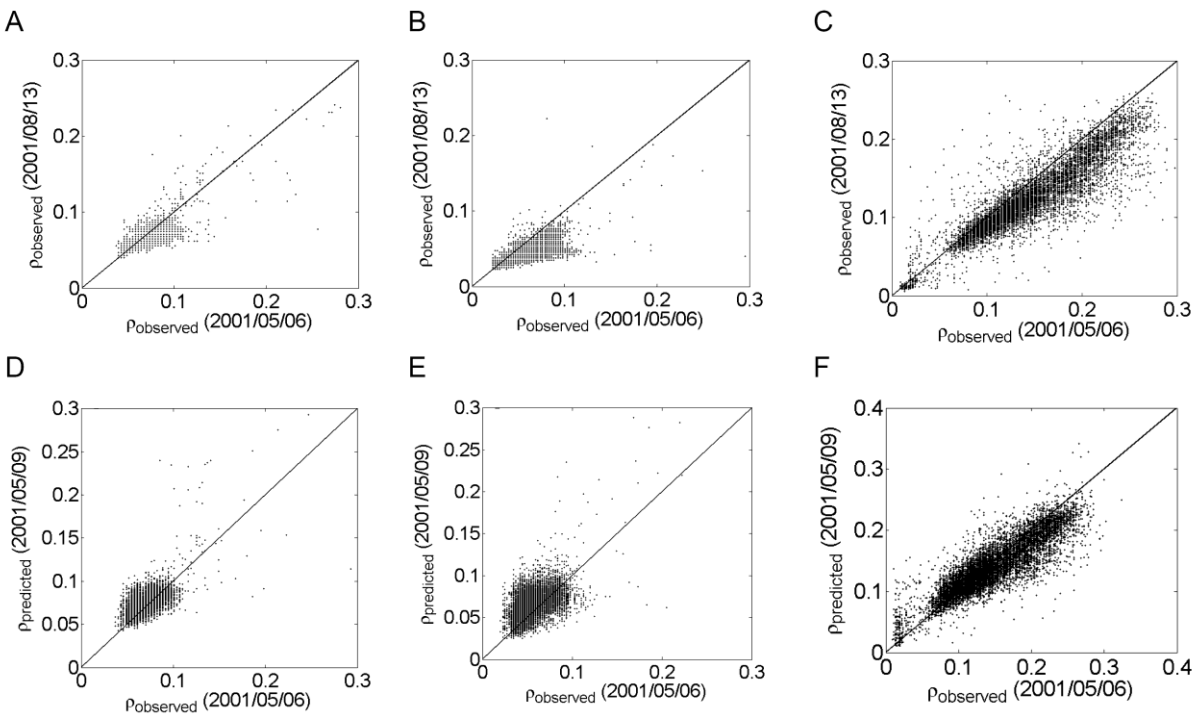 A
B
C
0.3
0.2
0.1
0
0 0.1 0.2 0.3
ρobserved (2001/08/13)
ρobserved (2001/05/06)
0.3
0.2
0.1
0
0 0.1 0.2 0.3
ρobserved (2001/08/13)
ρobserved (2001/05/06)
0.3
0.2
0.1
0
0 0.1 0.2 0.3
ρobserved (2001/08/13)
ρobserved (2001/05/06)
D
E
F
0.3
0.25
0.2
0.15
0.1
0.05
0
0 0.1 0.2 0.3
ρpredicted (2001/05/09)
ρobserved (2001/05/06)
0.3
0.25
0.2
0.15
0.1
0.05
0
0 0.1 0.2 0.3
ρpredicted (2001/05/09)
ρobserved (2001/05/06)
0.4
0.3
0.2
0.1
0
0 0.1 0.2 0.3 0.4
ρpredicted (2001/05/09)
ρobserved (2001/05/06)